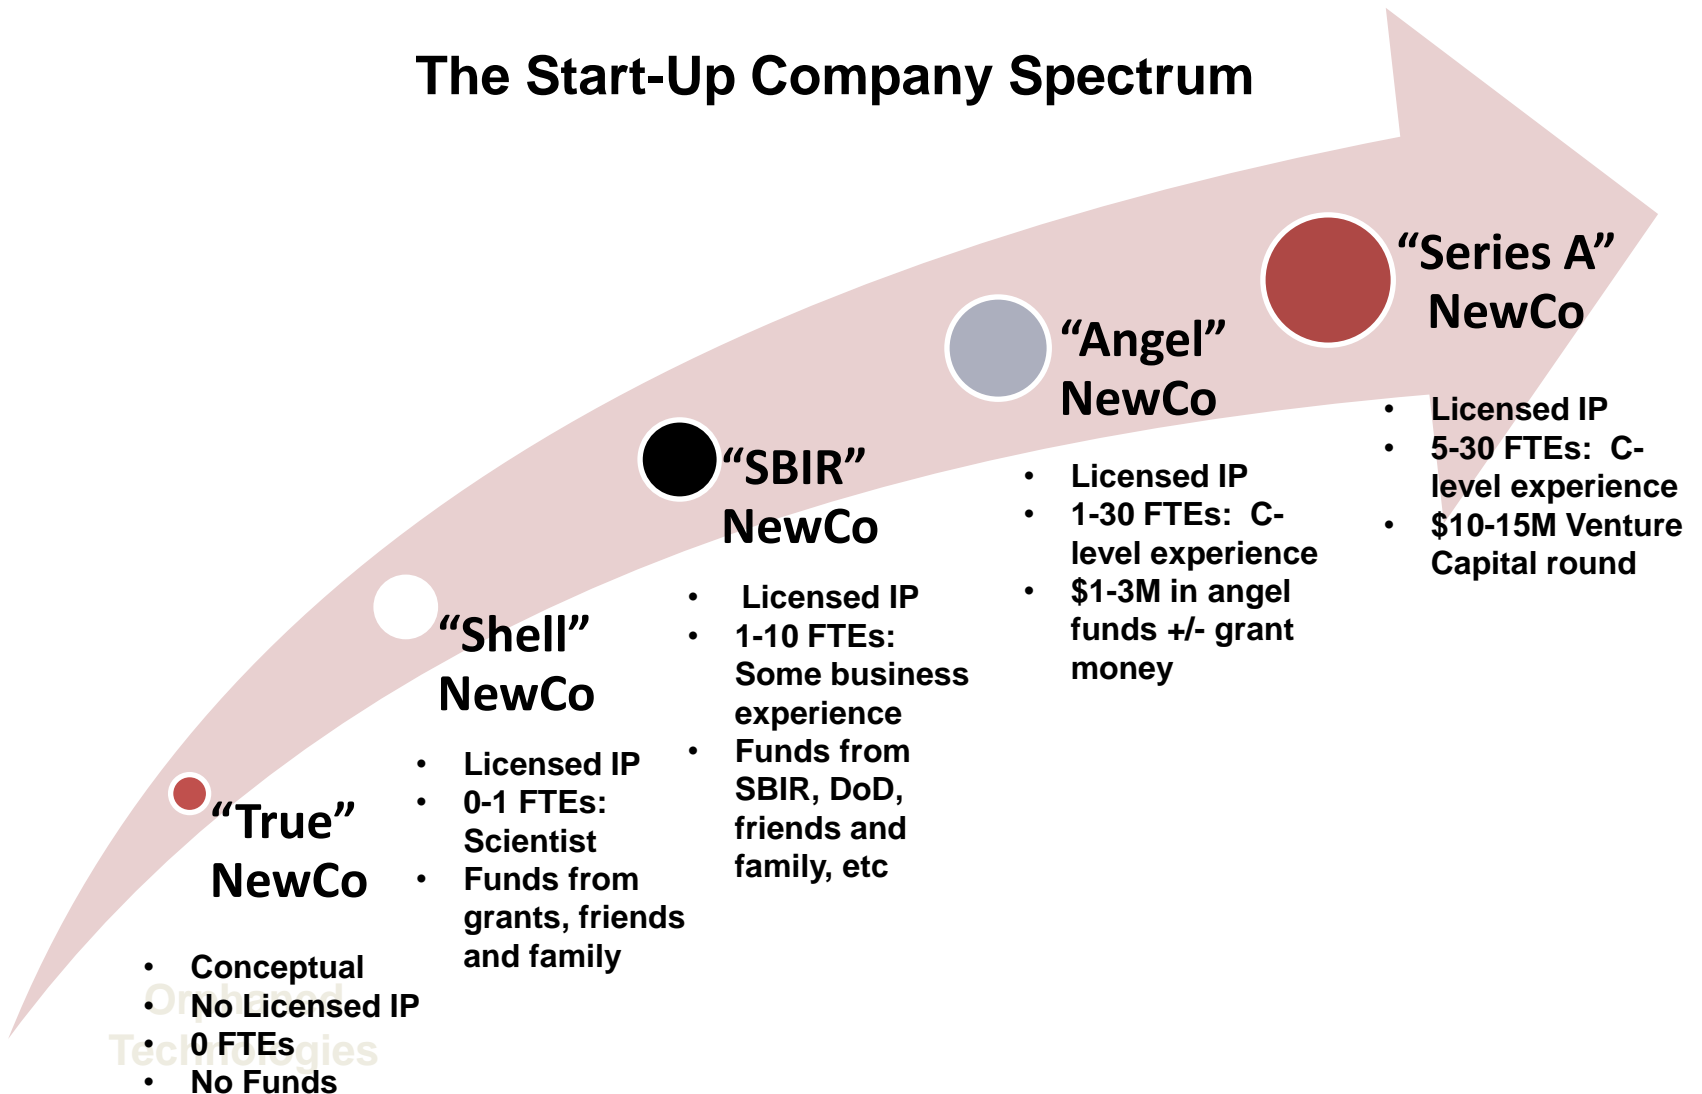 The Start-Up Company Spectrum
“True”
NewCo
• Conceptual
• No Licensed IP
• 0 FTEs
• No Funds
Orphaned
Technologies
“Shell”
NewCo
• Licensed IP
• 0-1 FTEs:
Scientist
• Funds from
grants, friends
and family
“SBIR”
NewCo
• Licensed IP
• 1-10 FTEs:
Some business
experience
• Funds from
SBIR, DoD,
friends and
family, etc
“Angel”
NewCo
• Licensed IP
• 1-30 FTEs:  C-
level experience
• $1-3M in angel
funds +/- grant
money
“Series A”
NewCo
• Licensed IP
• 5-30 FTEs:  C-
level experience
• $10-15M Venture
Capital round